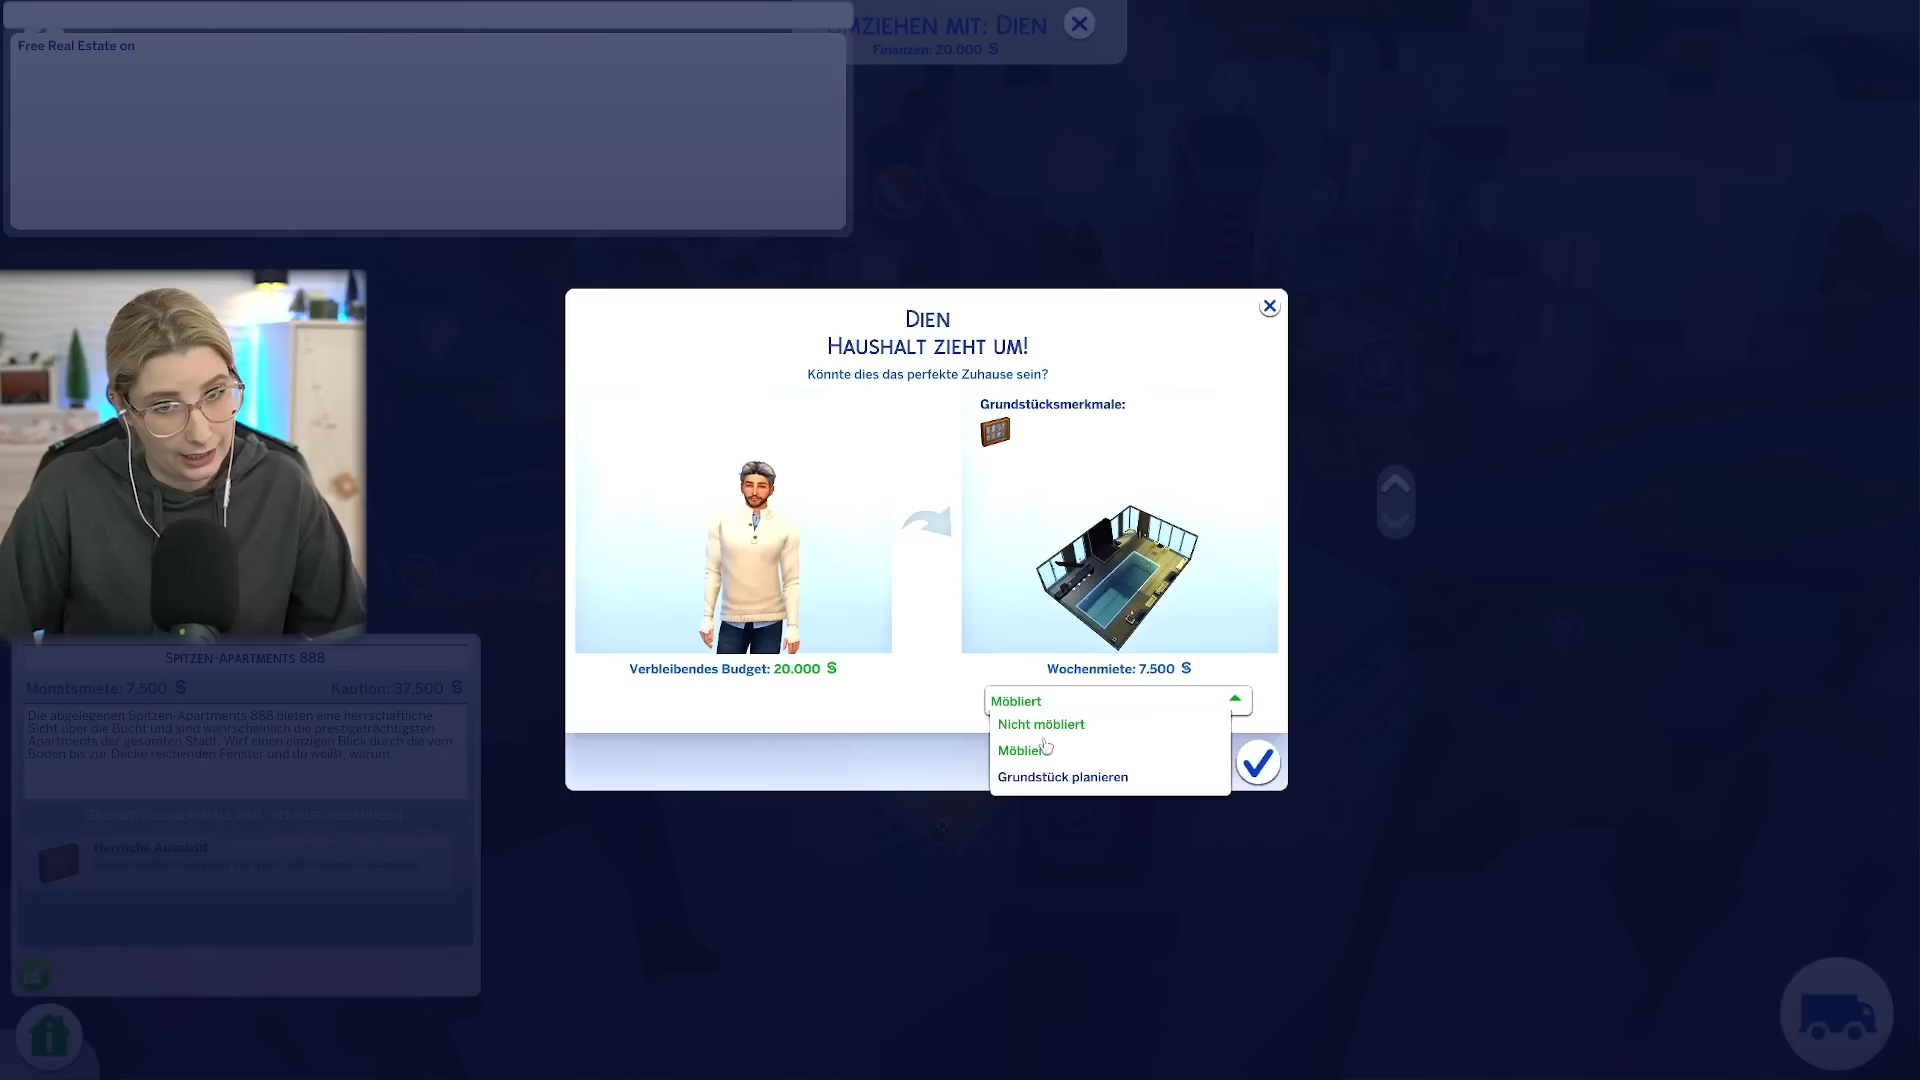 Free Real Estate on
ZIEHEN MIT: DIEN
Finanzen: 20.000 S
DIEN
HAUSHALT ZIEHT UM!
Könnte dies das perfekte Zuhause sein?
Grundstücksmerkmale:
Verbleibendes Budget: 20.000 S
Wochenmiete: 7.500 S
Möbliert
Nicht möbliert
Möblier
Grundstück planieren
SPITZEN-APARTMENTS 888
Monatsmiete: 7.500 S
Kaution: 37.500 S
Die abgelegenen Spitzen-Apartments 888 bieten eine herrschaftliche
Sicht über die Bucht und sind wahrscheinlich die prestigeträchtigsten
Apartments der gesamten Stadt. Wirf einen einzigen Blick durch die vom
Boden bis zur Decke reichenden Fenster und du weißt, warum.
GRUNDSTÜCKSMERKMALE UND -HERAUSFORDERUNGEN
Herrliche Aussicht